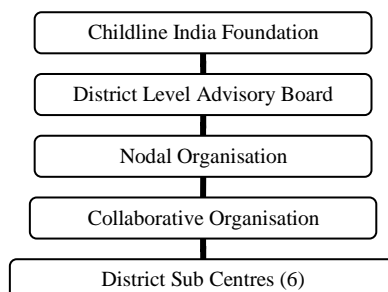 Childline India Foundation
District Level Advisory Board
Nodal Organisation
Collaborative Organisation
District Sub Centres (6)